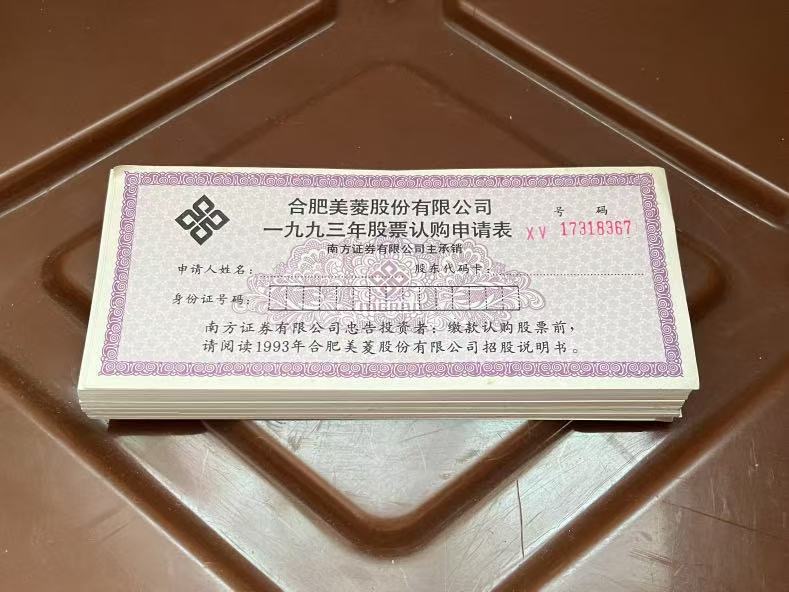 合肥美菱股份有限公司
一九九三年股票认购申请表
号 码
XV 17318367
南方证券有限公司主承销
申请人姓名:
股东代码卡:
身份证号码:
南方证券有限公司忠告投资者:缴款认购股票前,
请阅读1993年合肥美菱股份有限公司招股说明书。